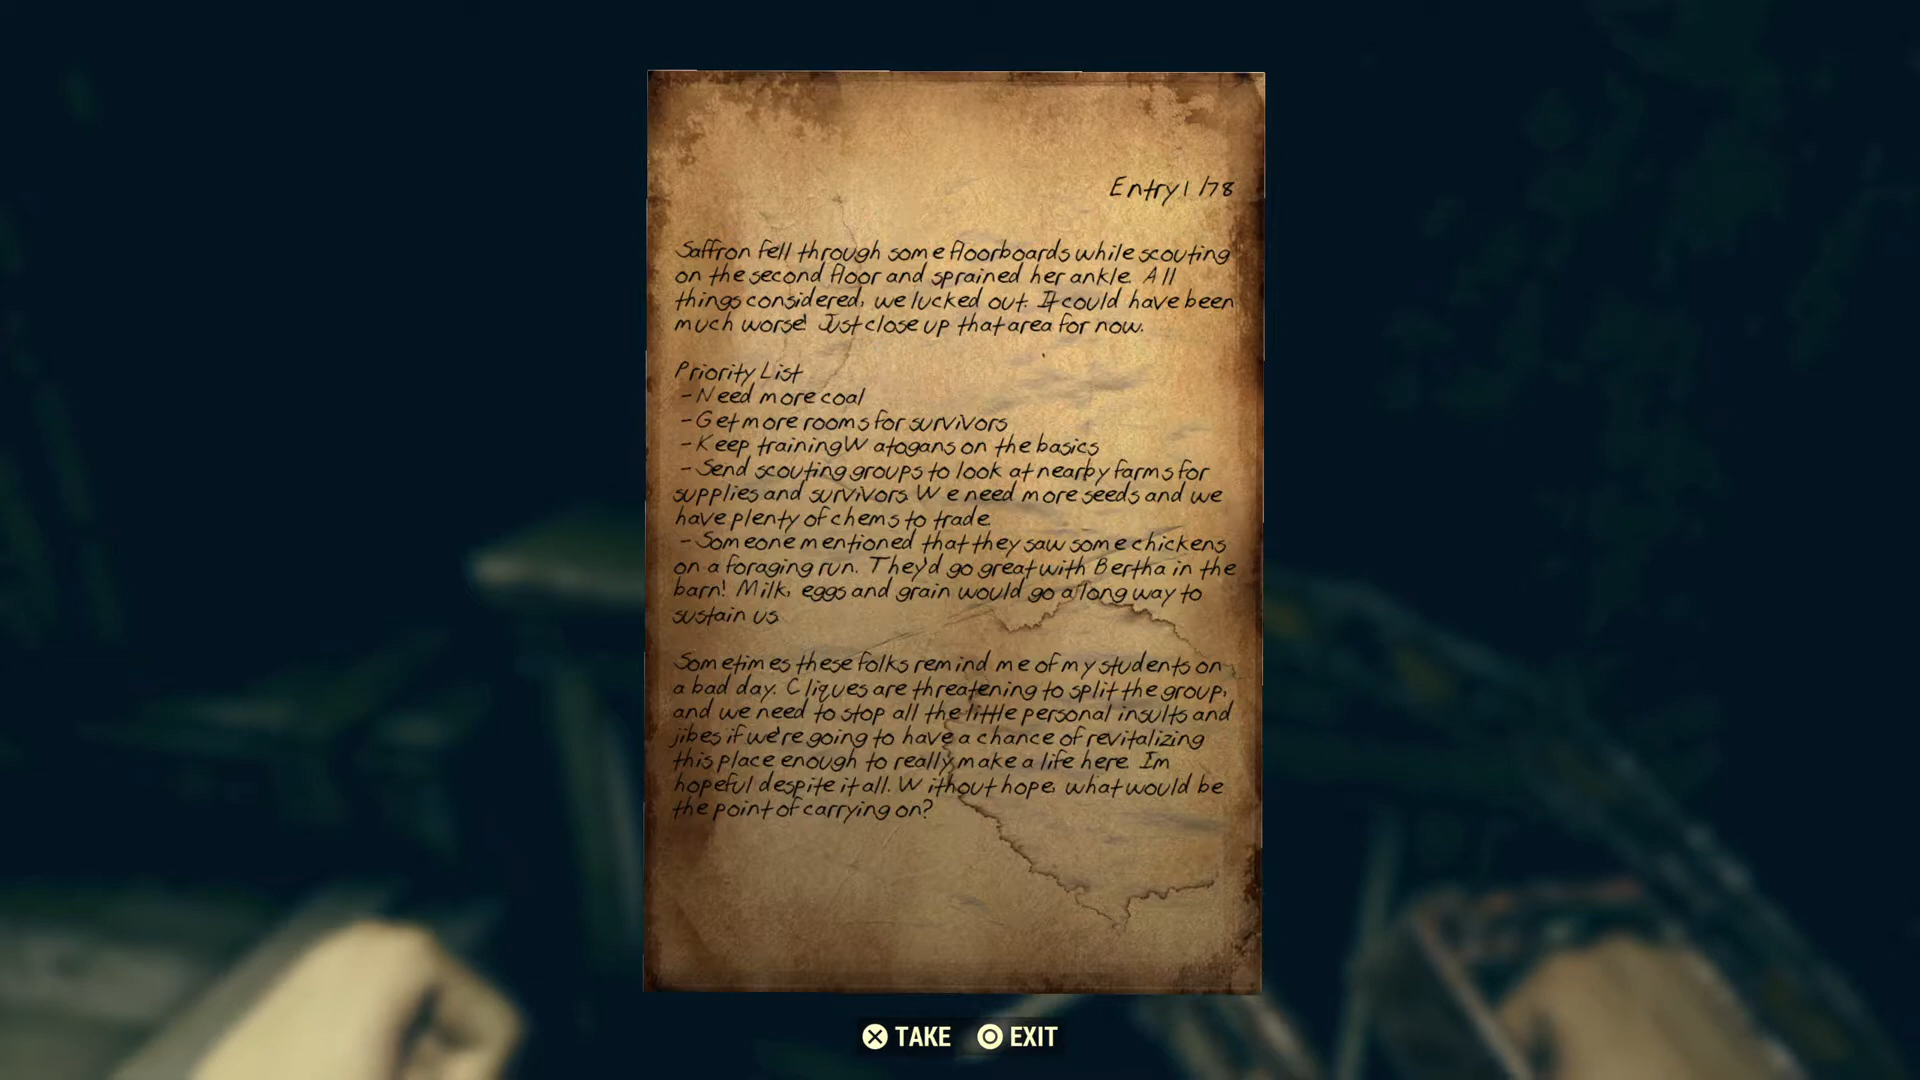 Entry 1/78
Saffron fell through some floorboards while scouting
on the second floor and sprained her ankle. All
things considered, we lucked out. It could have been
much worse! Just close up that area for now.
Priority List
- Need more coal
- Get more rooms for survivors
- Keep training Watogans on the basics
- Send scouting groups to look at nearby farms for
supplies and survivors. We need more seeds and we
have plenty of chems to trade.
- Someone mentioned that they saw some chickens
on a foraging run. They'd go great with Bertha in the
barn! Milk, eggs and grain would go a long way to
sustain us.
Sometimes these folks remind me of my students on
a bad day. Cliques are threatening to split the group,
and we need to stop all the little personal insults and
jibes if we're going to have a chance of revitalizing
this place enough to really make a life here. I'm
hopeful despite it all. Without hope, what would be
the point of carrying on?
TAKE EXIT